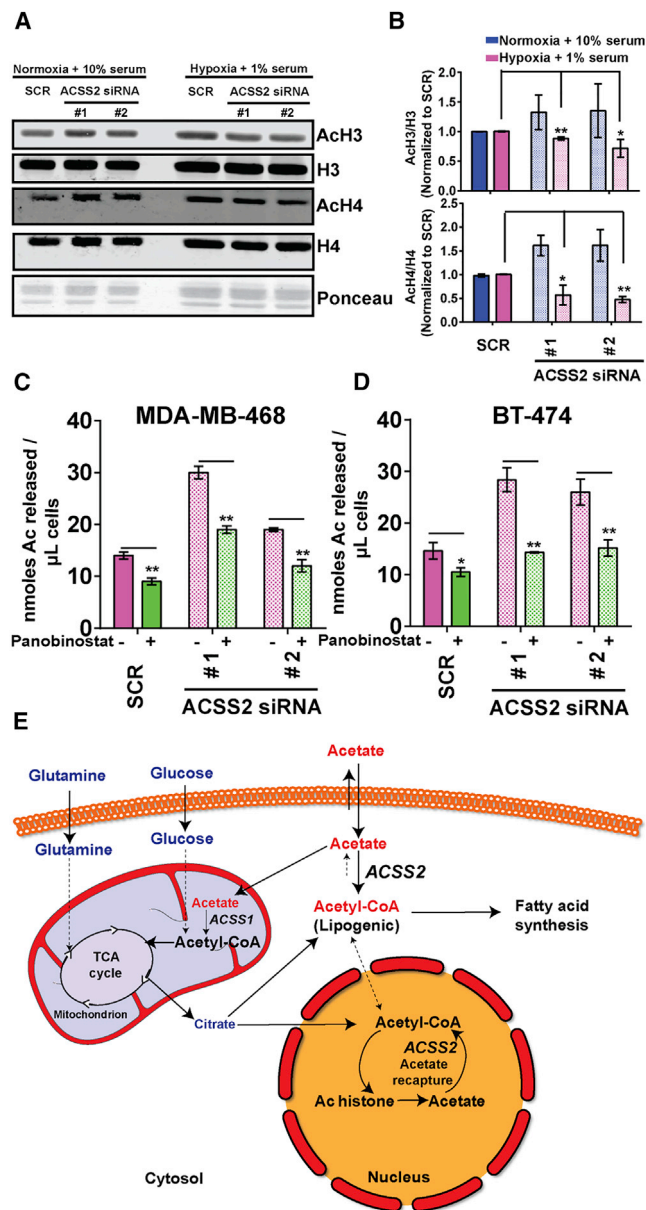 A
Normoxia + 10% serum
Hypoxia + 1% serum
SCR
ACSS2 siRNA
SCR
ACSS2 siRNA
#1
#2
#1
#2
AcH3
H3
AcH4
H4
Ponceau
B
Normoxia + 10% serum
Hypoxia + 1% serum
AcH3/H3
(Normalized to SCR)
2.0
1.5
1.0
0.5
0.0
**
*
AcH4/H4
(Normalized to SCR)
2.0
1.5
1.0
0.5
0.0
*
**
SCR
#1
#2
ACSS2 siRNA
C
MDA-MB-468
nmoles Ac released /
µL cells
40
30
20
10
0
**
**
**
Panobinostat
- + - + - +
SCR
#1
#2
ACSS2 siRNA
D
BT-474
nmoles Ac released /
µL cells
40
30
20
10
0
*
**
**
Panobinostat
- + - + - +
SCR
#1
#2
ACSS2 siRNA
E
Acetate
Glutamine
Glucose
Glutamine
Glucose
Acetate
ACSS2
Acetate
ACSS1
Acetyl-CoA
Acetyl-CoA
(Lipogenic)
Fatty acid
synthesis
TCA
cycle
Mitochondrion
Citrate
Acetyl-CoA
ACSS2
Acetate
recapture
Ac histone
Acetate
Cytosol
Nucleus